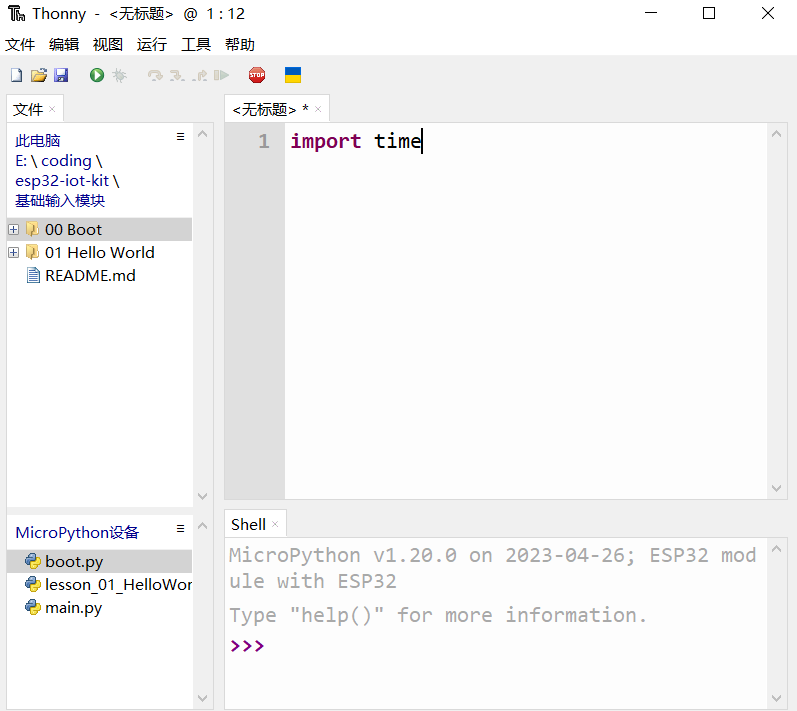 Thonny - <无标题> @ 1 : 12
文件 编辑 视图 运行 工具 帮助
STOP
文件 ×
此电脑
E: \ coding \
esp32-iot-kit \
基础输入模块
00 Boot
01 Hello World
README.md
MicroPython设备
boot.py
lesson_01_HelloWor
main.py
<无标题> * ×
1 import time
Shell ×
MicroPython v1.20.0 on 2023-04-26; ESP32 mod
ule with ESP32
Type "help()" for more information.
>>>